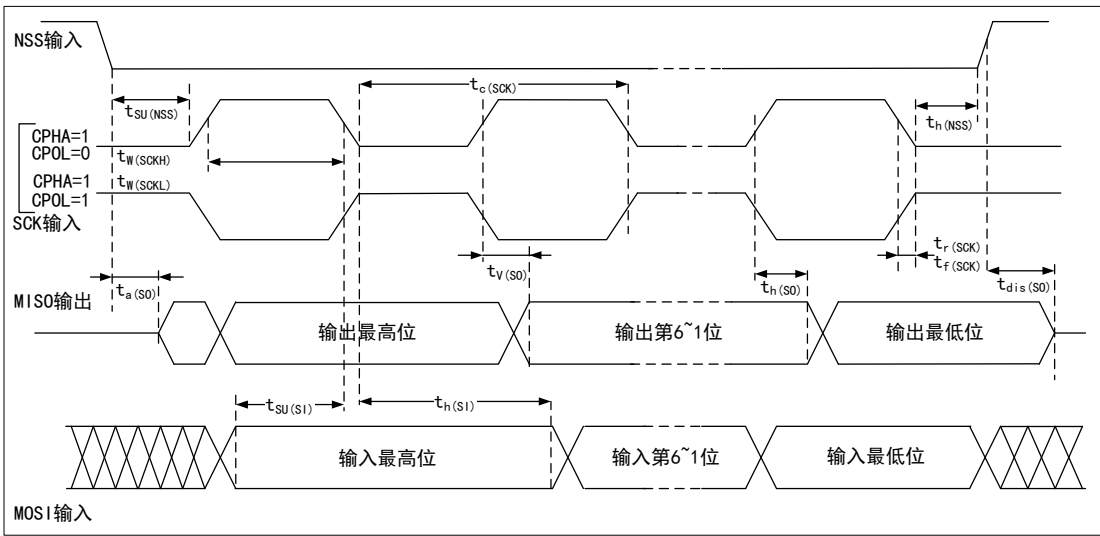 NSS输入
tc(SCK)
tSU(NSS)
th(NSS)
CPHA=1
CPOL=0
tW(SCKH)
CPHA=1
tW(SCKL)
CPOL=1
SCK输入
tr(SCK)
tV(SO)
tf(SCK)
ta(SO)
th(SO)
tdis(SO)
MISO输出
输出最高位
输出第6~1位
输出最低位
tSU(SI)
th(SI)
输入最高位
输入第6~1位
输入最低位
MOSI输入